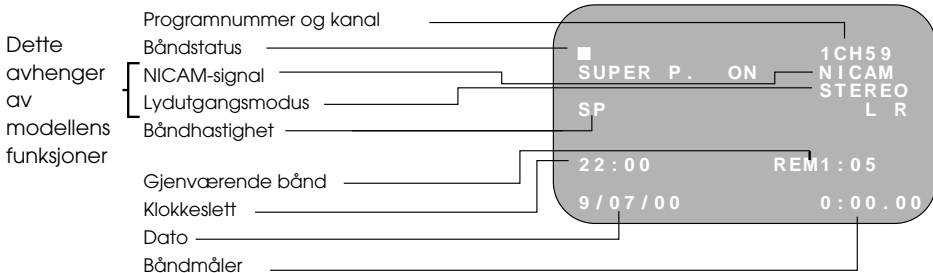 Dette
avhenger
av
modellens
funksjoner
Programnummer og kanal
Båndstatus
NICAM-signal
Lydutgangsmodus
Båndhastighet
Gjenværende bånd
Klokkeslett
Dato
Båndmåler
1CH59
SUPER P. ON NICAM
STEREO
SP L R
22:00 REM1:05
9/07/00 0:00.00